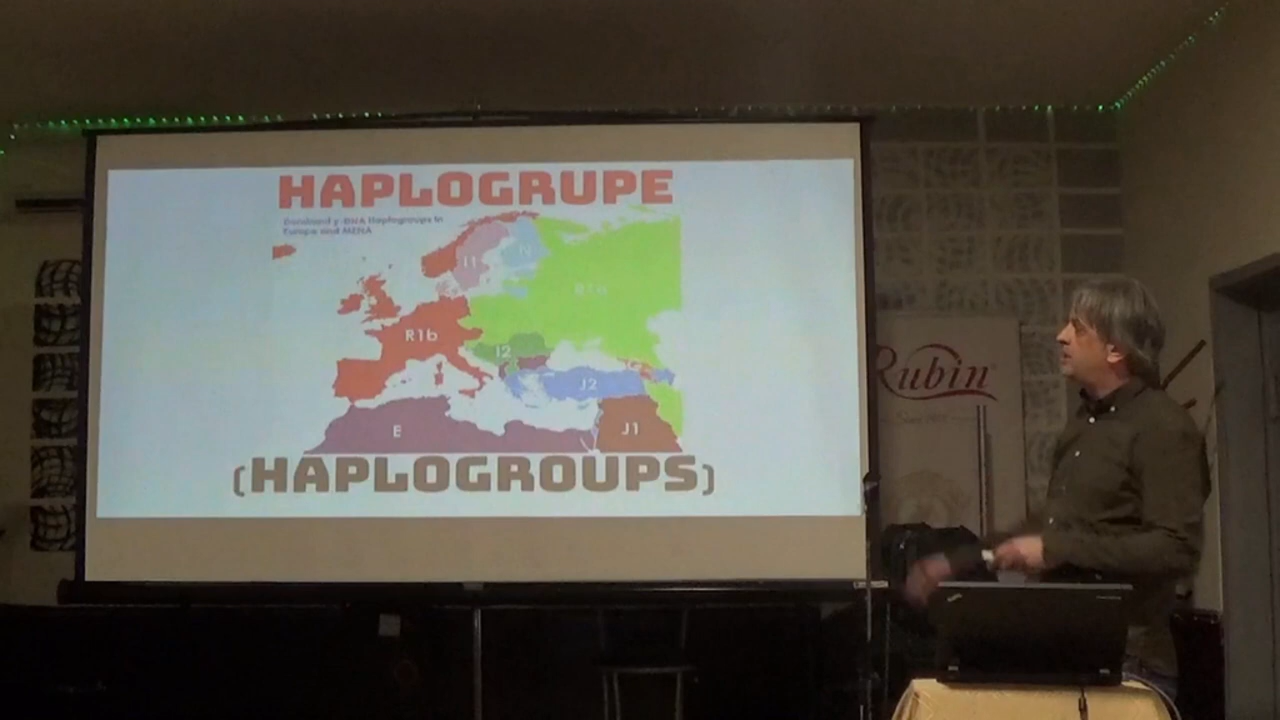 HAPLOGRUPE
Dominant Y-DNA Haplogroups in
Europe and MENA
I1
N
R1a
R1b
I2
J2
E
J1
(HAPLOGROUPS)
Rubin